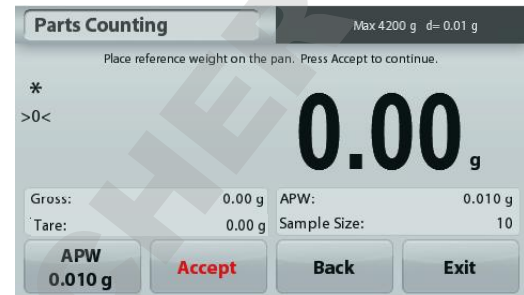 Parts Counting Max 4200 g d= 0.01 g
Place reference weight on the pan. Press Accept to continue.
*
>0<
0.00 g
Gross: 0.00 g APW: 0.010 g
Tare: 0.00 g Sample Size: 10
APW
0.010 g
Accept Back Exit